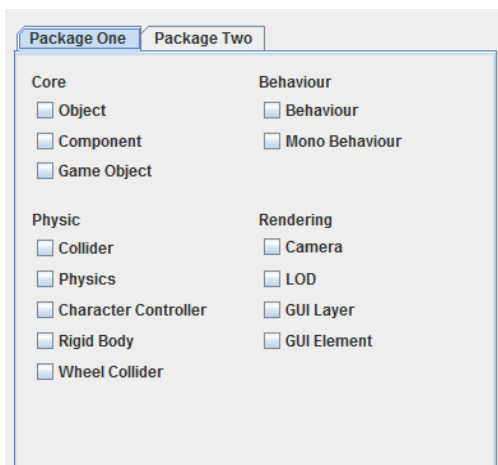 Package One
Package Two
Core
Object
Component
Game Object
Behaviour
Behaviour
Mono Behaviour
Physic
Collider
Physics
Character Controller
Rigid Body
Wheel Collider
Rendering
Camera
LOD
GUI Layer
GUI Element